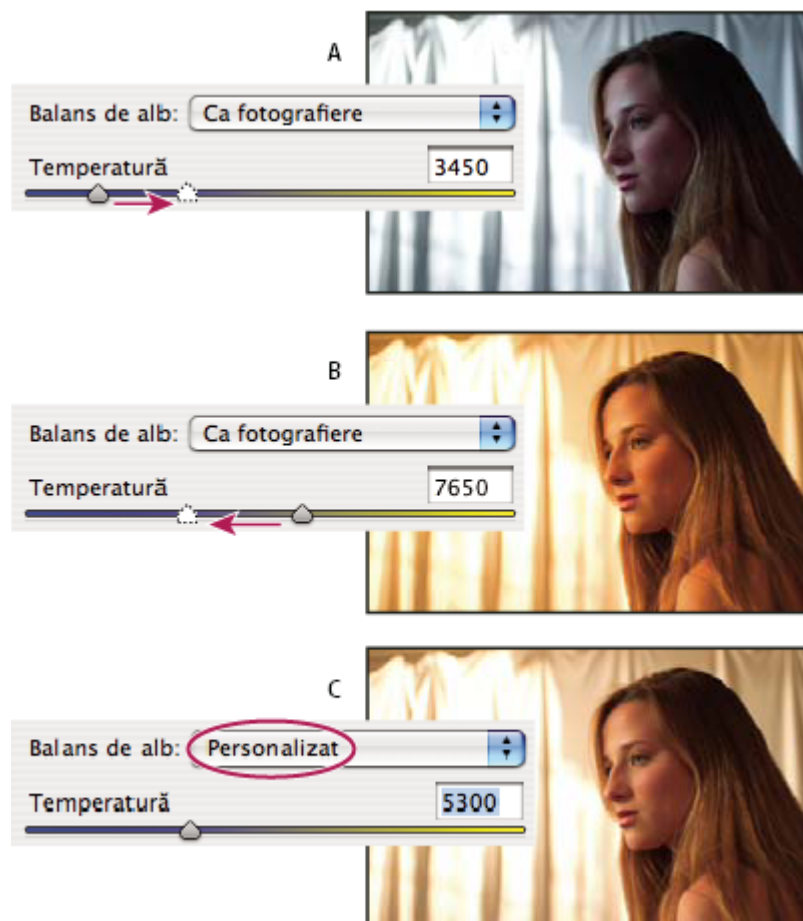 A
Balans de alb: Ca fotografiere
Temperatură 3450
B
Balans de alb: Ca fotografiere
Temperatură 7650
C
Balans de alb: Personalizat
Temperatură 5300